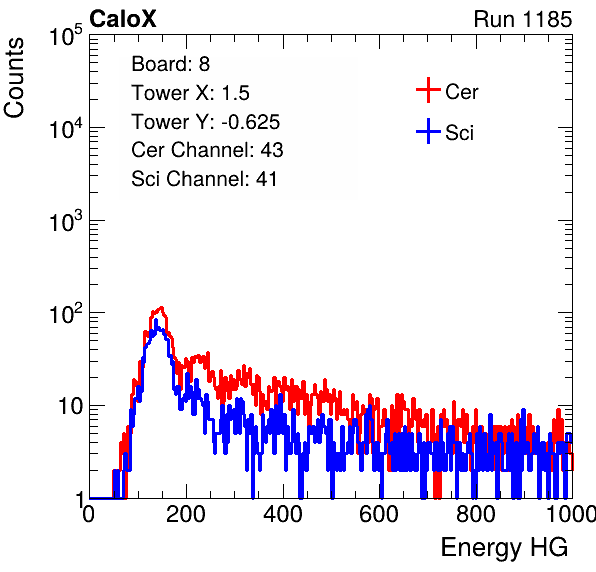 CaloX Run 1185
Counts
10^5
10^4
10^3
10^2
10
1
Board: 8
Tower X: 1.5
Tower Y: -0.625
Cer Channel: 43
Sci Channel: 41
Cer
Sci
0 200 400 600 800 1000
Energy HG